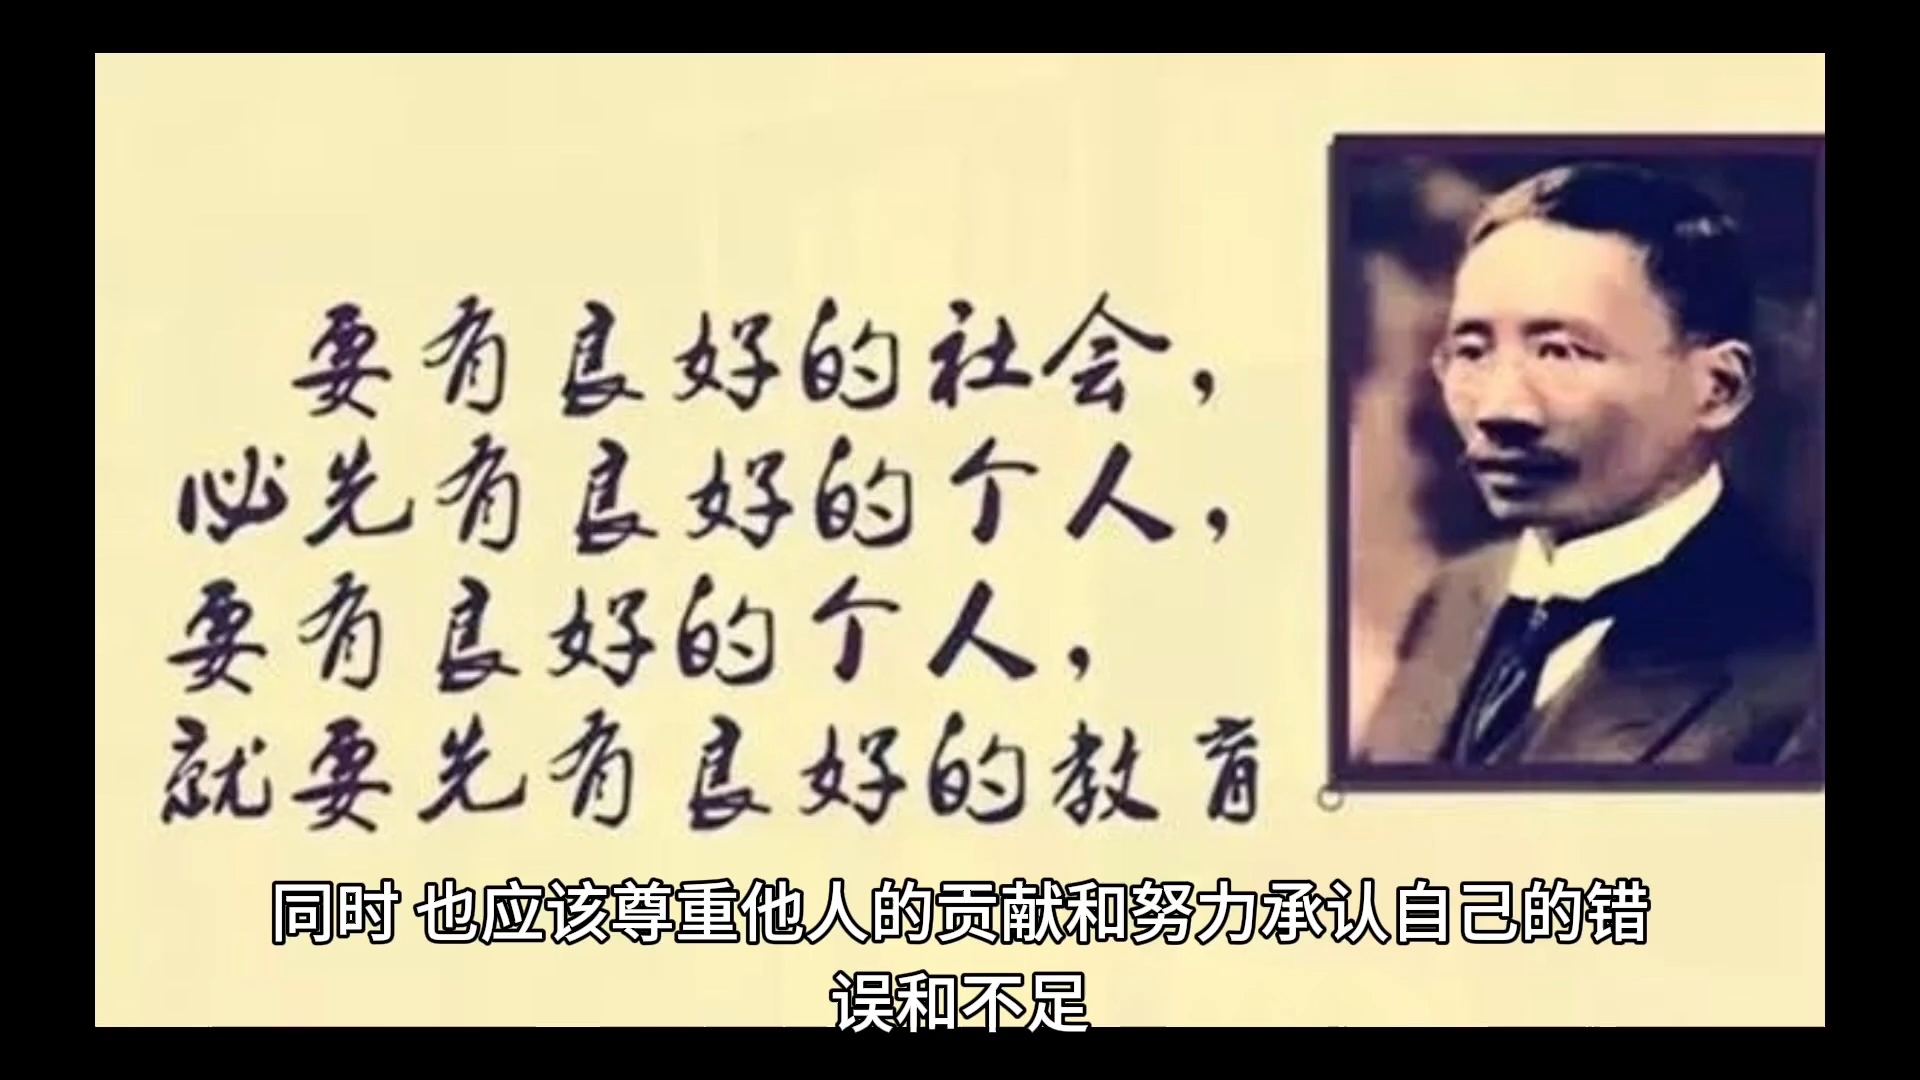 要有良好的社会，
必先有良好的个人，
要有良好的个人，
就要先有良好的教育。
同时 也应该尊重他人的贡献和努力承认自己的错
误和不足